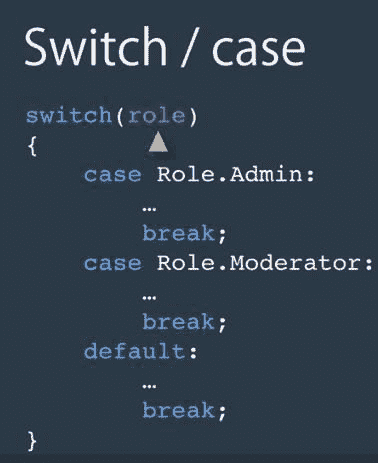 Switch / case
switch(role)
{
    case Role.Admin:
        …
        break;
    case Role.Moderator:
        …
        break;
    default:
        …
        break;
}